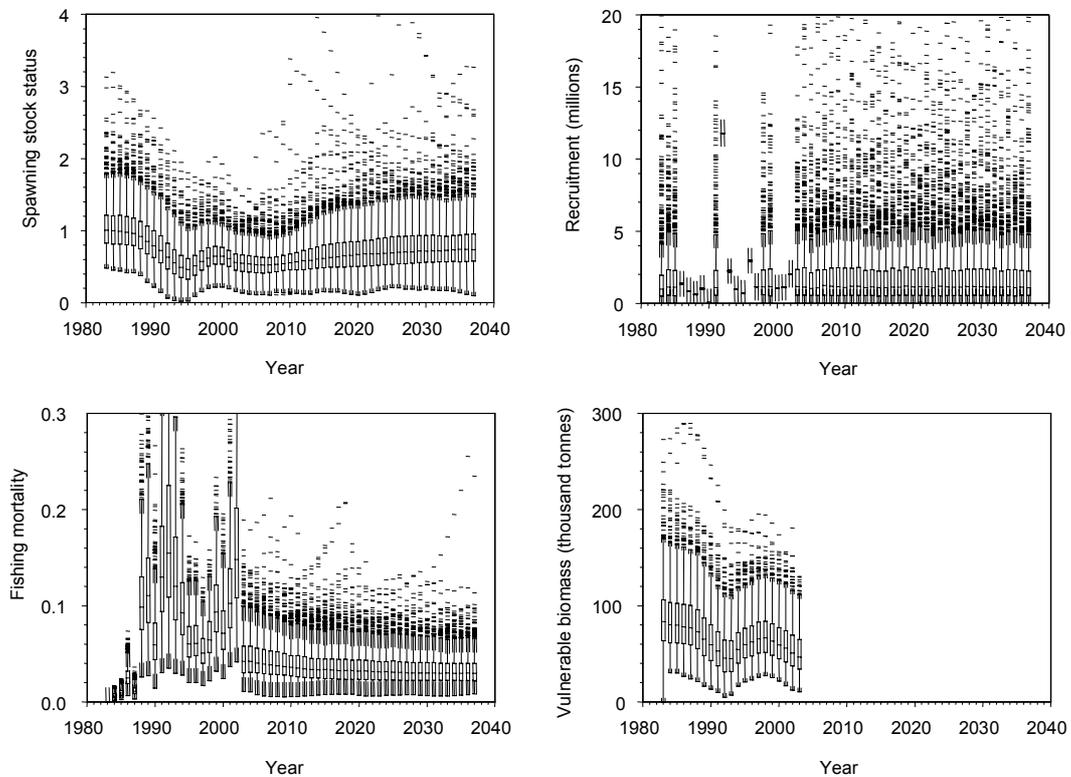 Spawning stock status
4
3
2
1
0
1980 1990 2000 2010 2020 2030 2040
Year
Recruitment (millions)
20
15
10
5
0
1980 1990 2000 2010 2020 2030 2040
Year
Fishing mortality
0.3
0.2
0.1
0.0
1980 1990 2000 2010 2020 2030 2040
Year
Vulnerable biomass (thousand tonnes)
300
200
100
0
1980 1990 2000 2010 2020 2030 2040
Year